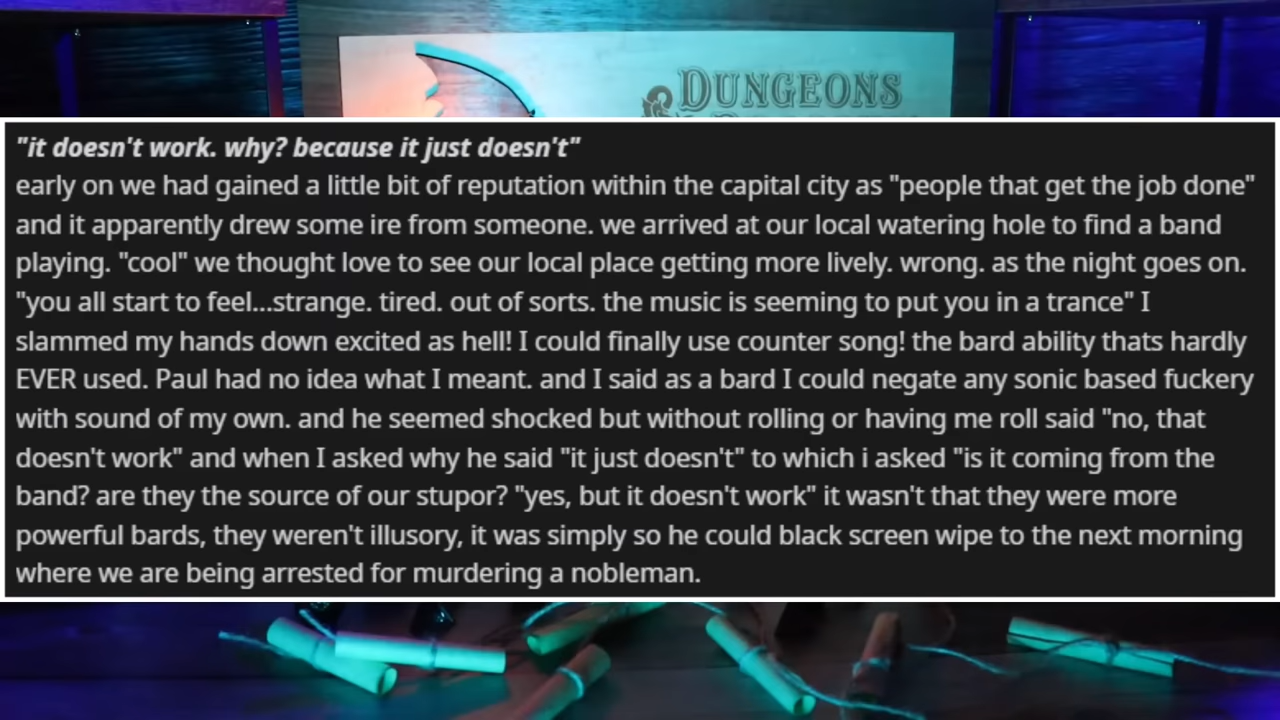 DUNGEONS
"it doesn't work. why? because it just doesn't"
early on we had gained a little bit of reputation within the capital city as "people that get the job done"
and it apparently drew some ire from someone. we arrived at our local watering hole to find a band
playing. "cool" we thought love to see our local place getting more lively. wrong. as the night goes on.
"you all start to feel...strange. tired. out of sorts. the music is seeming to put you in a trance" I
slammed my hands down excited as hell! I could finally use counter song! the bard ability thats hardly
EVER used. Paul had no idea what I meant. and I said as a bard I could negate any sonic based fuckery
with sound of my own. and he seemed shocked but without rolling or having me roll said "no, that
doesn't work" and when I asked why he said "it just doesn't" to which i asked "is it coming from the
band? are they the source of our stupor? "yes, but it doesn't work" it wasn't that they were more
powerful bards, they weren't illusory, it was simply so he could black screen wipe to the next morning
where we are being arrested for murdering a nobleman.